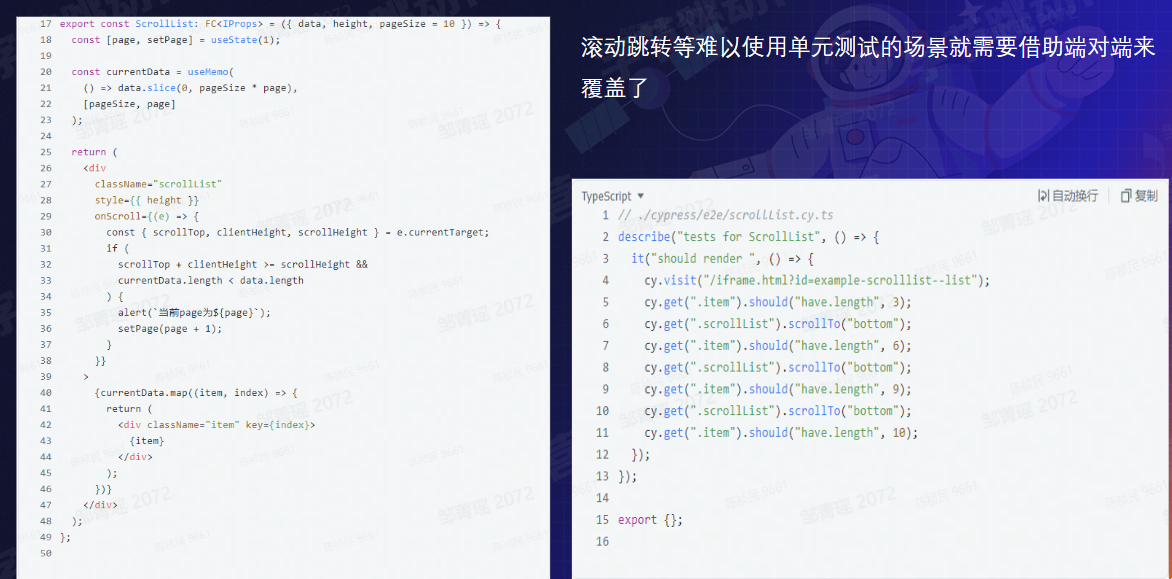 17 export const ScrollList: FC<IProps> = ({ data, height, pageSize = 10 }) => {
18 const [page, setPage] = useState(1);
19
20 const currentData = useMemo(
21 () => data.slice(0, pageSize * page),
22 [pageSize, page]
23 );
24
25 return (
26 <div
27 className="scrollList"
28 style={{ height }}
29 onScroll={(e) => {
30 const { scrollTop, clientHeight, scrollHeight } = e.currentTarget;
31 if (
32 scrollTop + clientHeight >= scrollHeight &&
33 currentData.length < data.length
34 ) {
35 alert(`当前page为${page}`);
36 setPage(page + 1);
37 }
38 }}
39 >
40 {currentData.map((item, index) => {
41 return (
42 <div className="item" key={index}>
43 {item}
44 </div>
45 );
46 })}
47 </div>
48 );
49 };
50
滚动跳转等难以使用单元测试的场景就需要借助端对端来
覆盖了
TypeScript
自动换行
复制
1 // ./cypress/e2e/scrollList.cy.ts
2 describe("tests for ScrollList", () => {
3 it("should render ", () => {
4 cy.visit("/iframe.html?id=example-scrolllist--list");
5 cy.get(".item").should("have.length", 3);
6 cy.get(".scrollList").scrollTo("bottom");
7 cy.get(".item").should("have.length", 6);
8 cy.get(".scrollList").scrollTo("bottom");
9 cy.get(".item").should("have.length", 9);
10 cy.get(".scrollList").scrollTo("bottom");
11 cy.get(".item").should("have.length", 10);
12 });
13 });
14
15 export {};
16